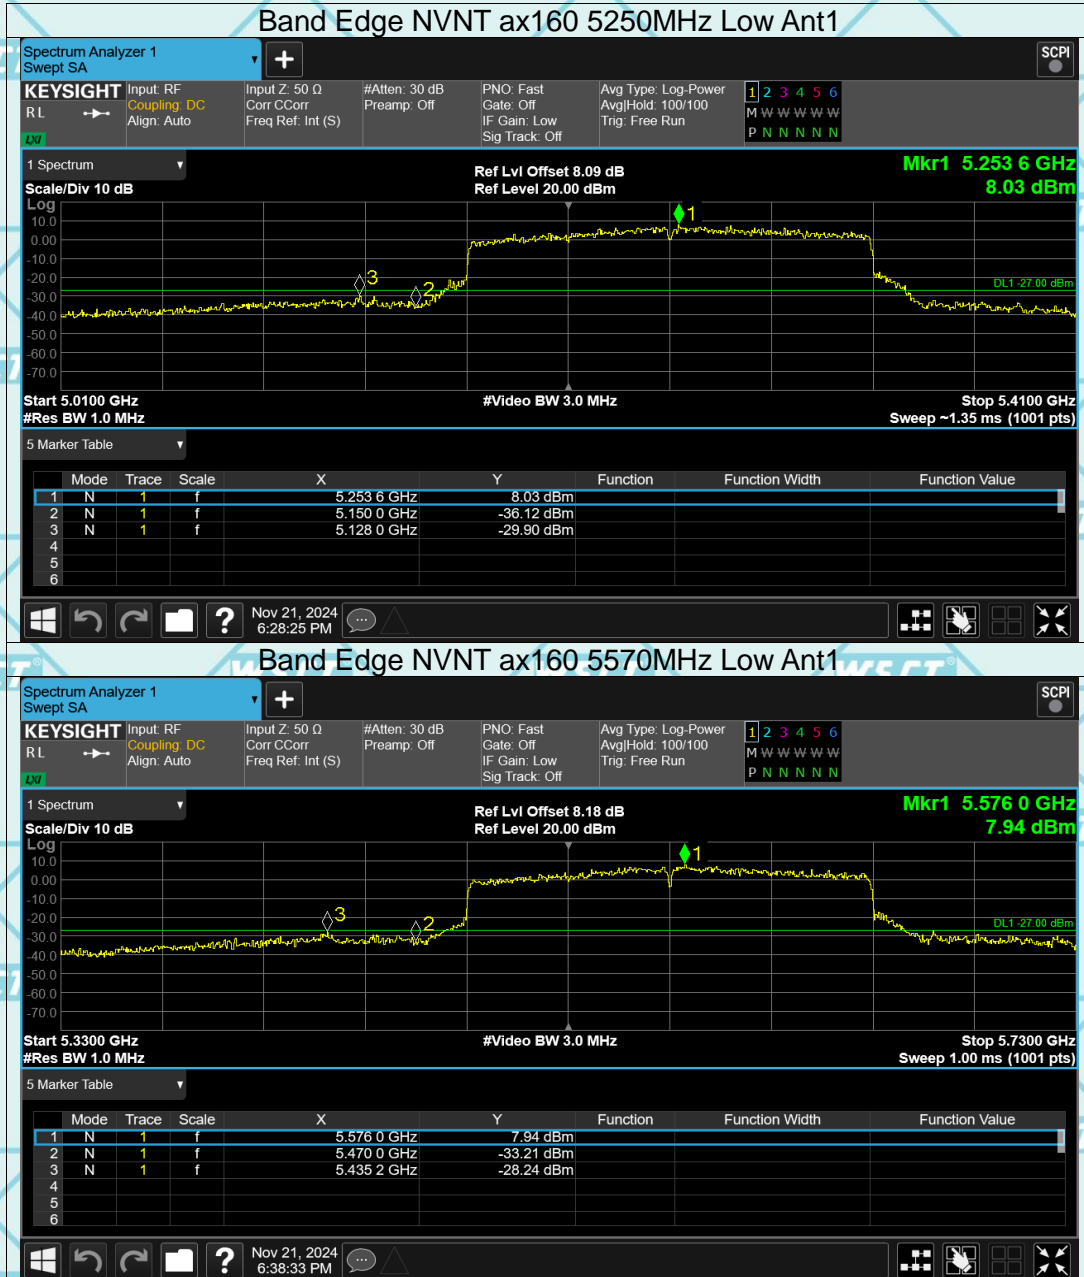 Band Edge NVNT ax160 5250MHz Low Ant1
Spectrum Analyzer 1
Swept SA
+
SCPI
KEYSIGHT
RL
LXI
Input: RF
Coupling: DC
Align: Auto
Input Z: 50 Ω
Corr CCorr
Freq Ref: Int (S)
#Atten: 30 dB
Preamp: Off
PNO: Fast
Gate: Off
IF Gain: Low
Sig Track: Off
Avg Type: Log-Power
Avg|Hold: 100/100
Trig: Free Run
1 2 3 4 5 6
M W W W W W
P N N N N N
1 Spectrum
Scale/Div 10 dB
Ref Lvl Offset 8.09 dB
Ref Level 20.00 dBm
Mkr1 5.253 6 GHz
8.03 dBm
Log
10.0
0.00
-10.0
-20.0
-30.0
-40.0
-50.0
-60.0
-70.0
1
3
2
DL1 -27.00 dBm
Start 5.0100 GHz
#Video BW 3.0 MHz
Stop 5.4100 GHz
#Res BW 1.0 MHz
Sweep ~1.35 ms (1001 pts)
5 Marker Table
Mode Trace Scale X Y Function Function Width Function Value
1 N 1 f 5.253 6 GHz 8.03 dBm
2 N 1 f 5.150 0 GHz -36.12 dBm
3 N 1 f 5.128 0 GHz -29.90 dBm
4
5
6
?
Nov 21, 2024
6:28:25 PM
Band Edge NVNT ax160 5570MHz Low Ant1
Spectrum Analyzer 1
Swept SA
+
SCPI
KEYSIGHT
RL
LXI
Input: RF
Coupling: DC
Align: Auto
Input Z: 50 Ω
Corr CCorr
Freq Ref: Int (S)
#Atten: 30 dB
Preamp: Off
PNO: Fast
Gate: Off
IF Gain: Low
Sig Track: Off
Avg Type: Log-Power
Avg|Hold: 100/100
Trig: Free Run
1 2 3 4 5 6
M W W W W W
P N N N N N
1 Spectrum
Scale/Div 10 dB
Ref Lvl Offset 8.18 dB
Ref Level 20.00 dBm
Mkr1 5.576 0 GHz
7.94 dBm
Log
10.0
0.00
-10.0
-20.0
-30.0
-40.0
-50.0
-60.0
-70.0
1
3
2
DL1 -27.00 dBm
Start 5.3300 GHz
#Video BW 3.0 MHz
Stop 5.7300 GHz
#Res BW 1.0 MHz
Sweep 1.00 ms (1001 pts)
5 Marker Table
Mode Trace Scale X Y Function Function Width Function Value
1 N 1 f 5.576 0 GHz 7.94 dBm
2 N 1 f 5.470 0 GHz -33.21 dBm
3 N 1 f 5.435 2 GHz -28.24 dBm
4
5
6
?
Nov 21, 2024
6:38:33 PM